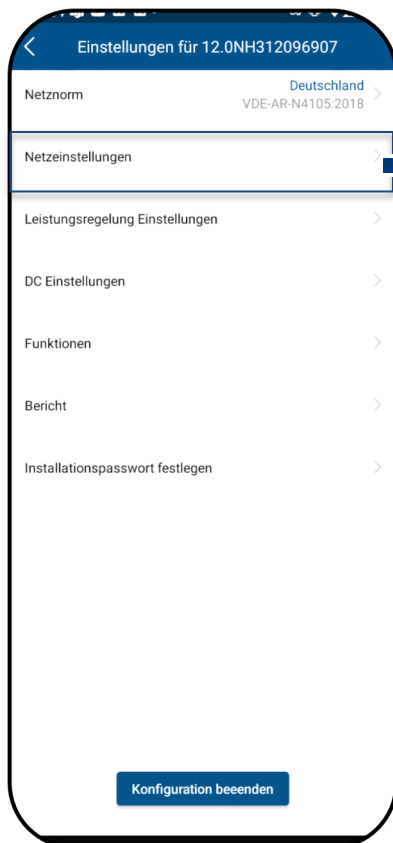 Einstellungen für 12.0NH312096907
Netznorm
Deutschland
VDE-AR-N4105:2018
Netzeinstellungen
Leistungsregelung Einstellungen
DC Einstellungen
Funktionen
Bericht
Installationspasswort festlegen
Konfiguration beeenden